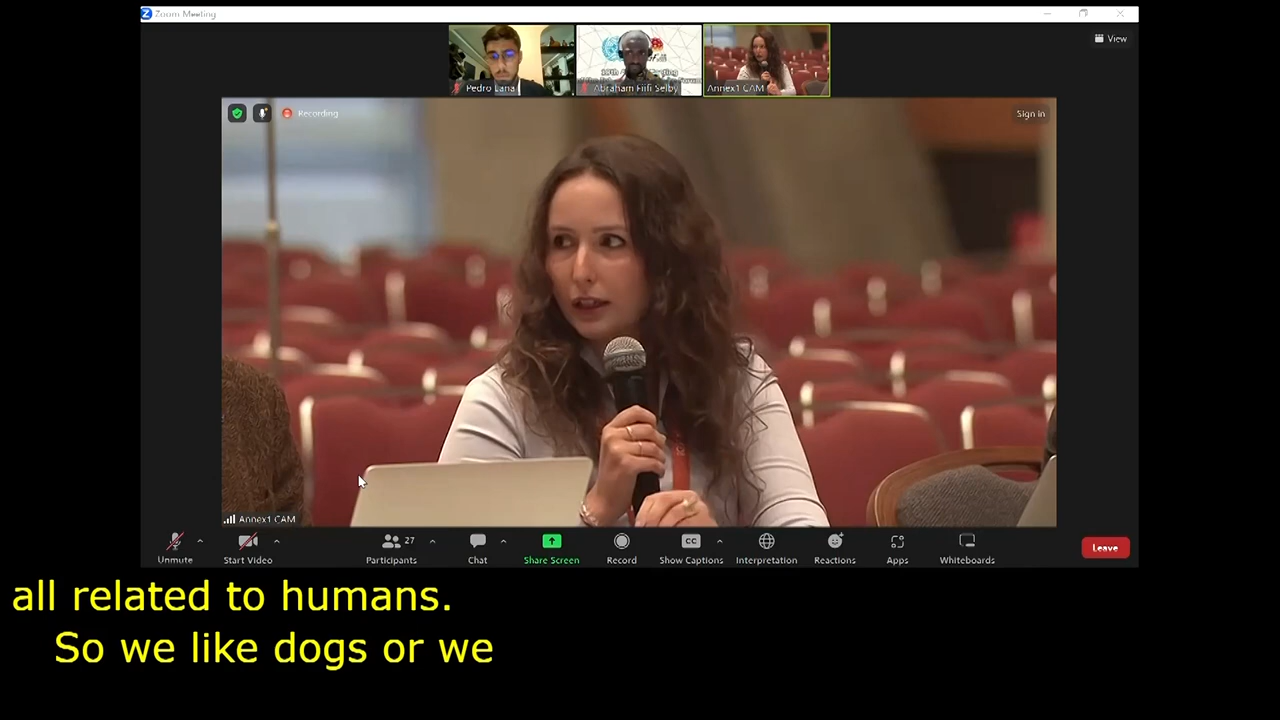 Zoom Meeting
View
Pedro Lana
Abraham Fiifi Selby
Annex1 CAM
Recording
Sign in
Annex1 CAM
Unmute
Start Video
27
Participants
Chat
Share Screen
Record
CC
Show Captions
Interpretation
Reactions
Apps
Whiteboards
Leave
all related to humans.
So we like dogs or we